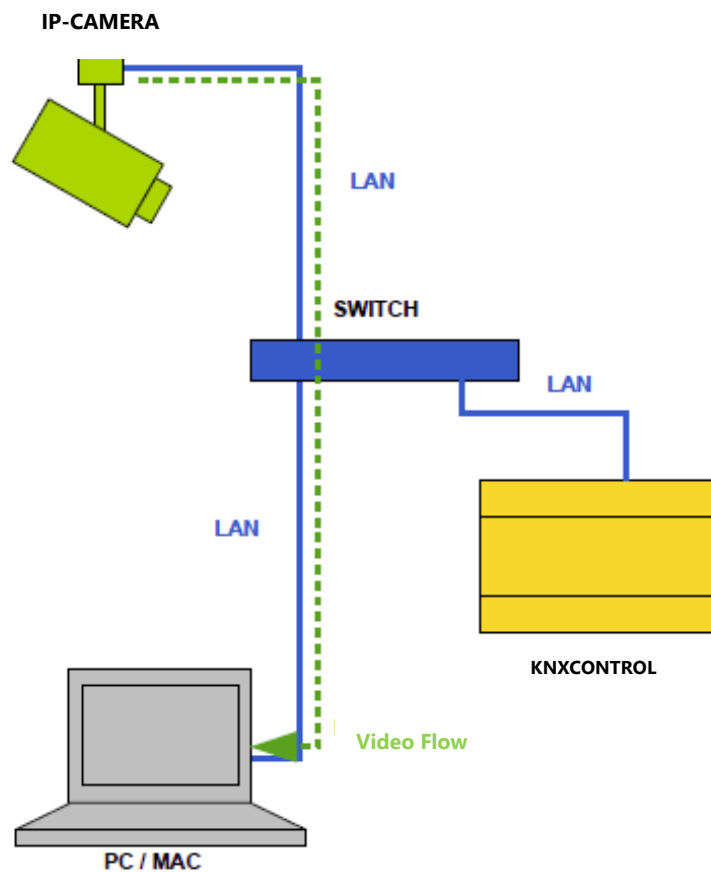 IP-CAMERA
LAN
SWITCH
LAN
LAN
KNXCONTROL
Video Flow
PC / MAC